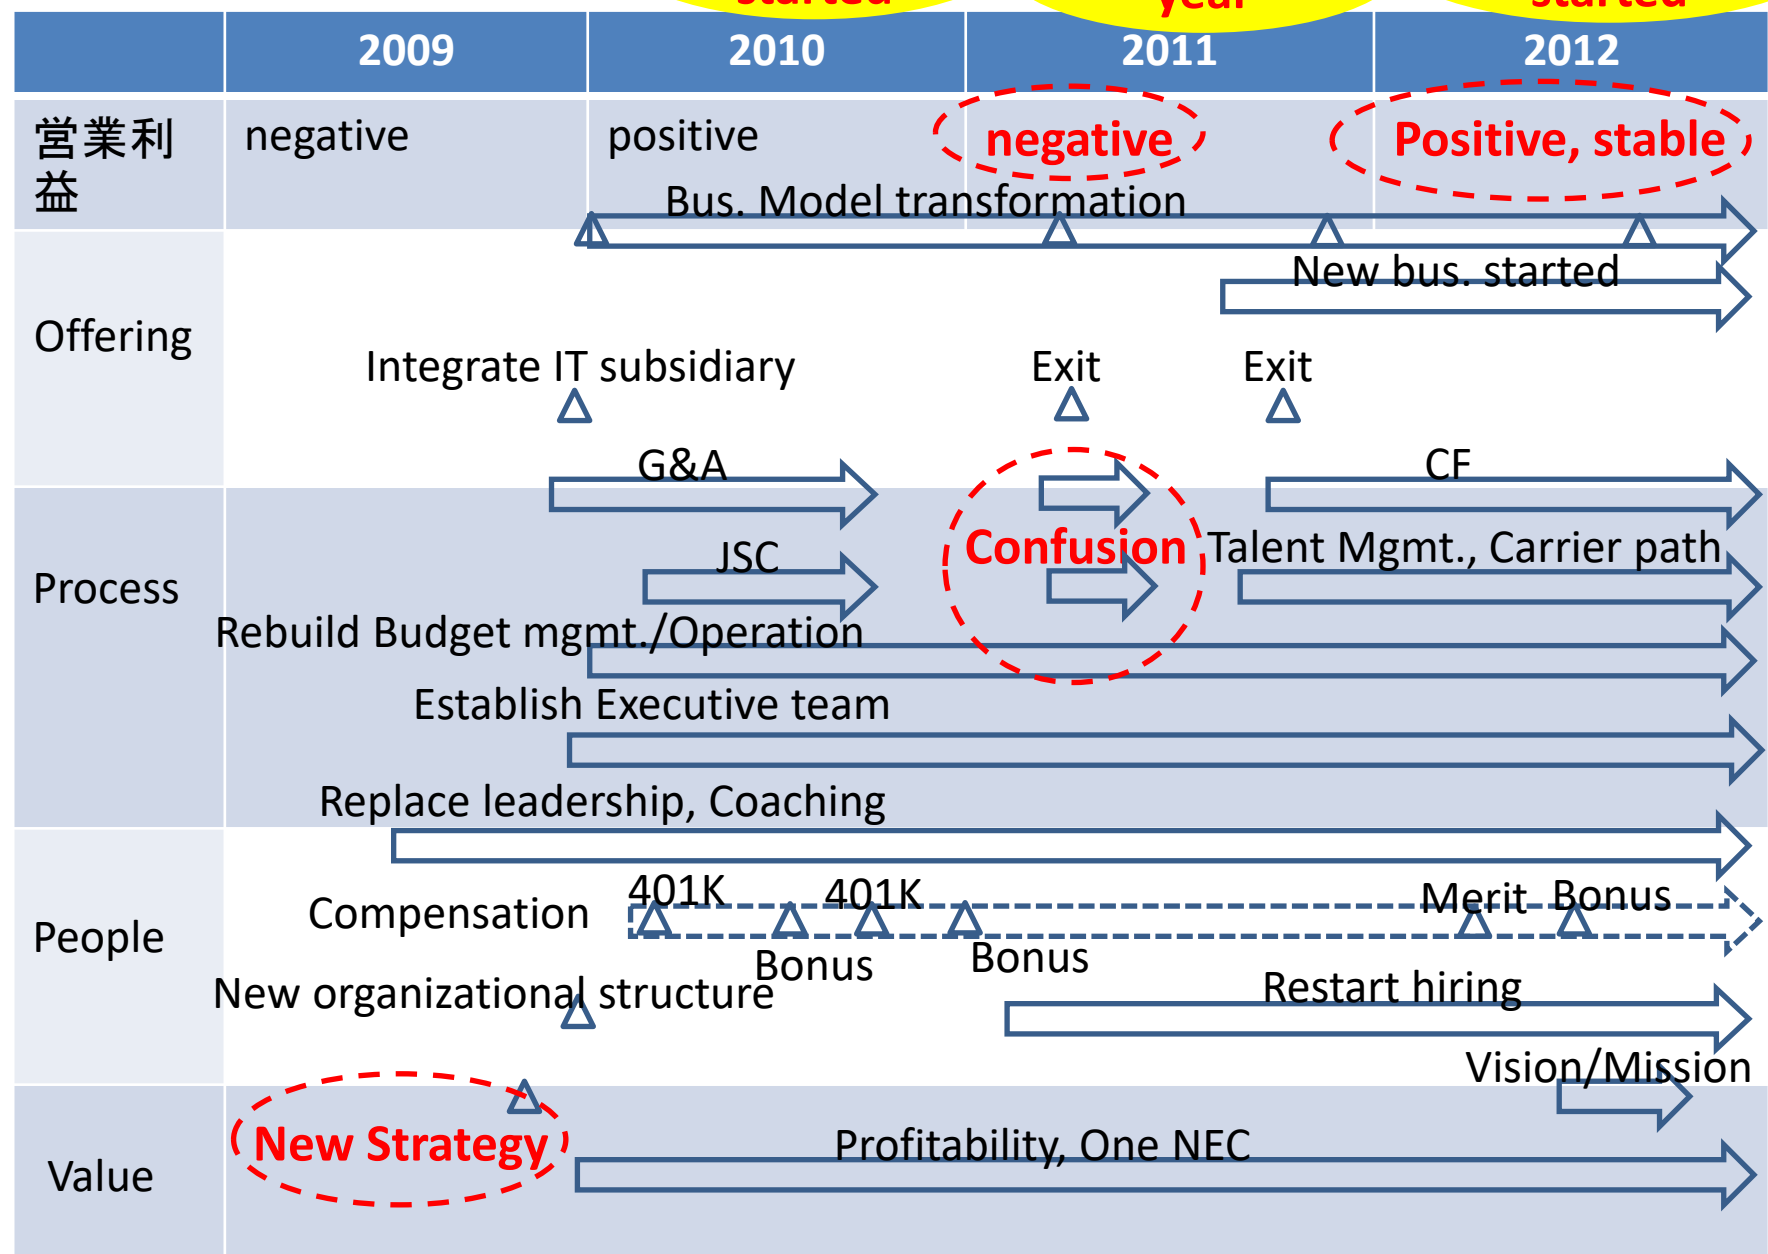 started
year
started
2009
2010
2011
2012
営業利
益
negative
positive
negative
Positive, stable
Bus. Model transformation
New bus. started
Offering
Integrate IT subsidiary
Exit
Exit
G&A
CF
Process
JSC
Confusion
Talent Mgmt., Carrier path
Rebuild Budget mgmt./Operation
Establish Executive team
Replace leadership, Coaching
People
Compensation
401K
401K
Merit
Bonus
Bonus
Bonus
New organizational structure
Restart hiring
Vision/Mission
Value
New Strategy
Profitability, One NEC